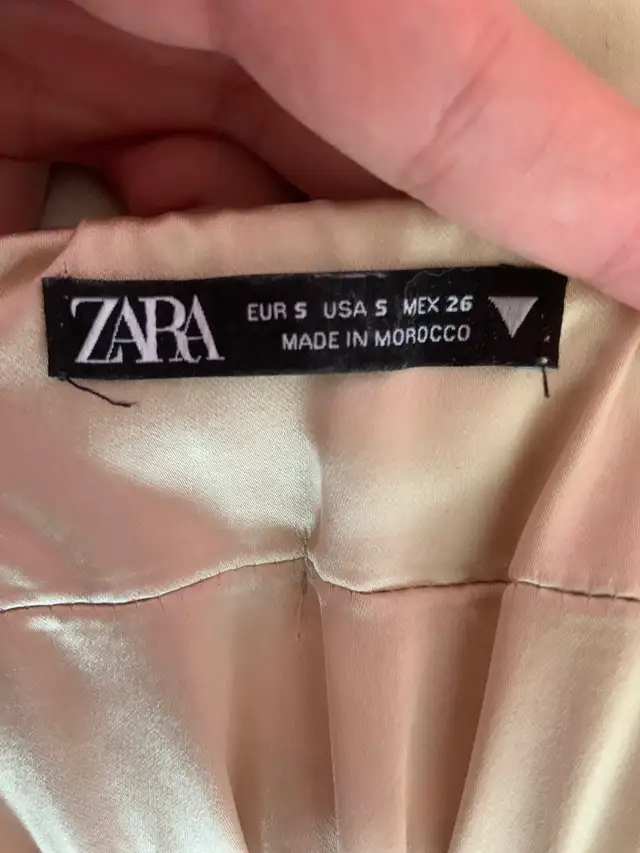 ZARA
EUR S USA S MEX 26
MADE IN MOROCCO